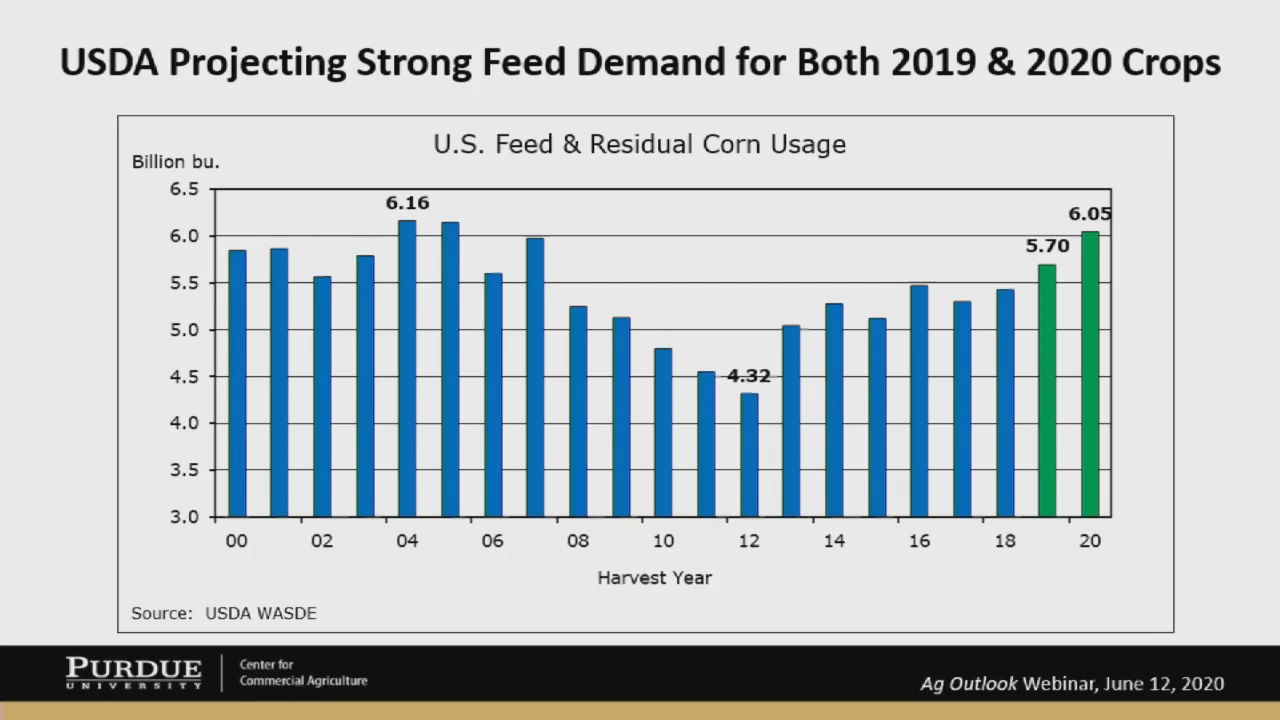 USDA Projecting Strong Feed Demand for Both 2019 & 2020 Crops
U.S. Feed & Residual Corn Usage
Billion bu.
6.5
6.0
5.5
5.0
4.5
4.0
3.5
3.0
6.16
4.32
5.70
6.05
00 02 04 06 08 10 12 14 16 18 20
Harvest Year
Source: USDA WASDE
PURDUE
UNIVERSITY
Center for
Commercial Agriculture
Ag Outlook Webinar, June 12, 2020